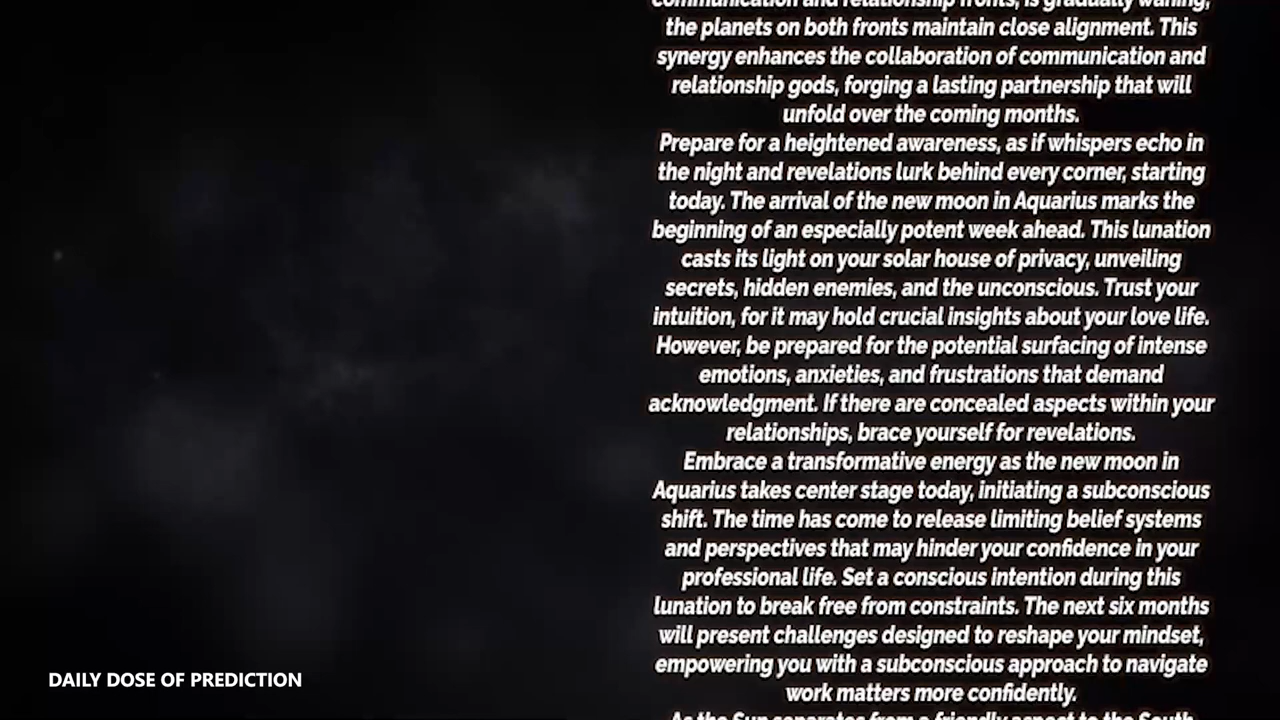 communication and relationship fronts, is gradually waning,
the planets on both fronts maintain close alignment. This
synergy enhances the collaboration of communication and
relationship gods, forging a lasting partnership that will
unfold over the coming months.
Prepare for a heightened awareness, as if whispers echo in
the night and revelations lurk behind every corner, starting
today. The arrival of the new moon in Aquarius marks the
beginning of an especially potent week ahead. This lunation
casts its light on your solar house of privacy, unveiling
secrets, hidden enemies, and the unconscious. Trust your
intuition, for it may hold crucial insights about your love life.
However, be prepared for the potential surfacing of intense
emotions, anxieties, and frustrations that demand
acknowledgment. If there are concealed aspects within your
relationships, brace yourself for revelations.
Embrace a transformative energy as the new moon in
Aquarius takes center stage today, initiating a subconscious
shift. The time has come to release limiting belief systems
and perspectives that may hinder your confidence in your
professional life. Set a conscious intention during this
lunation to break free from constraints. The next six months
will present challenges designed to reshape your mindset,
empowering you with a subconscious approach to navigate
work matters more confidently.
As the Sun separates from a friendly aspect to the South
DAILY DOSE OF PREDICTION